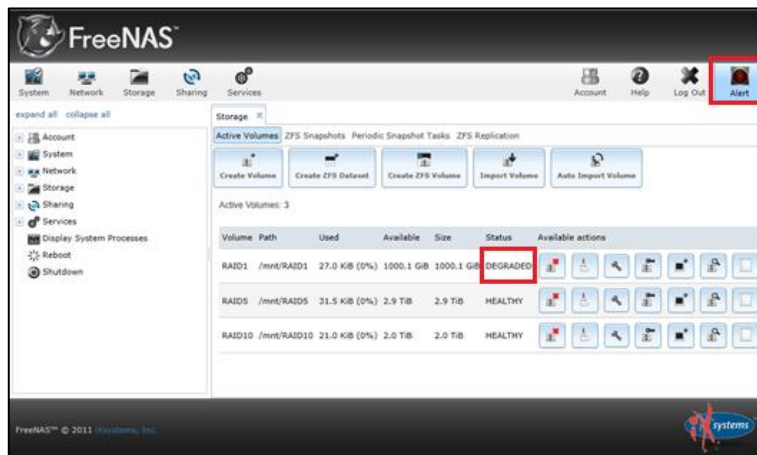 FreeNAS™
System Network Storage Sharing Services Account Help Log Out Alert
expand all collapse all
Account
System
Network
Storage
Sharing
Services
Display System Processes
Reboot
Shutdown
Storage
Active Volumes ZFS Snapshots Periodic Snapshot Tasks ZFS Replication
Create Volume Create ZFS Dataset Create ZFS Volume Import Volume Auto Import Volume
Active Volumes: 3
Volume Path Used Available Size Status Available actions
RAID1 /mnt/RAID1 27.0 KiB (0%) 1000.1 GiB 1000.1 GiB DEGRADED
RAID5 /mnt/RAID5 31.5 KiB (0%) 2.9 TiB 2.9 TiB HEALTHY
RAID10 /mnt/RAID10 21.0 KiB (0%) 2.0 TiB 2.0 TiB HEALTHY
FreeNAS™ © 2011 iXsystems, Inc.
iXsystems